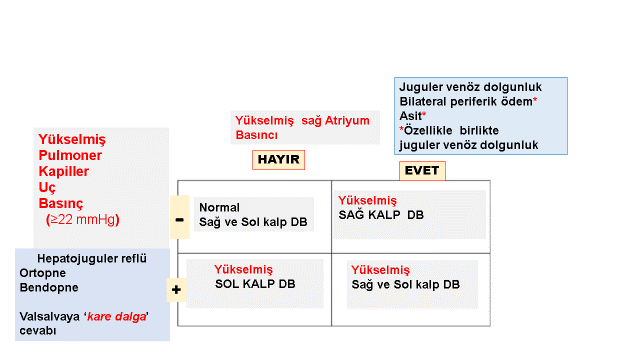 Juguler venöz dolgunluk
Bilateral periferik ödem*
Asit*
*Özellikle birlikte
juguler venöz dolgunluk
Yükselmiş sağ Atriyum
Basıncı
HAYIR
EVET
Yükselmiş
Pulmoner
Kapiller
Uç
Basınç
(≥22 mmHg)
-
Normal
Sağ ve Sol kalp DB
Yükselmiş
SAĞ KALP DB
Hepatojuguler reflü
Ortopne
Bendopne
Valsalvaya ‘kare dalga’
cevabı
+
Yükselmiş
SOL KALP DB
Yükselmiş
Sağ ve Sol kalp DB